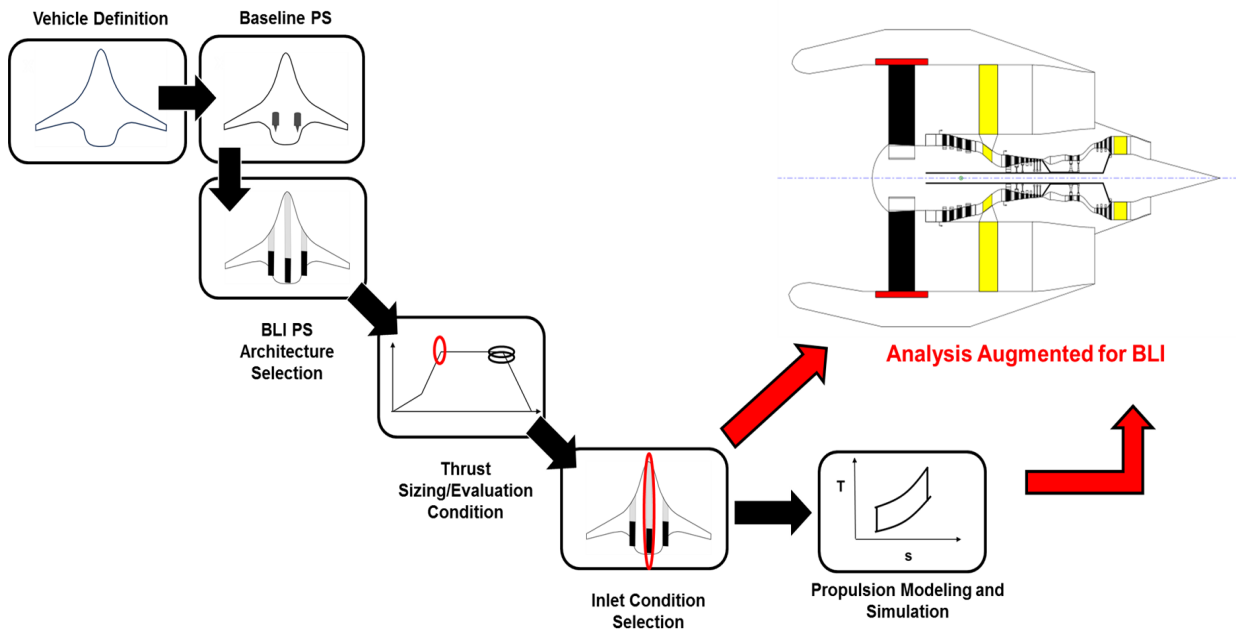 Vehicle Definition
Baseline PS
BLI PS
Architecture
Selection
Thrust
Sizing/Evaluation
Condition
Inlet Condition
Selection
T
s
Propulsion Modeling and
Simulation
Analysis Augmented for BLI